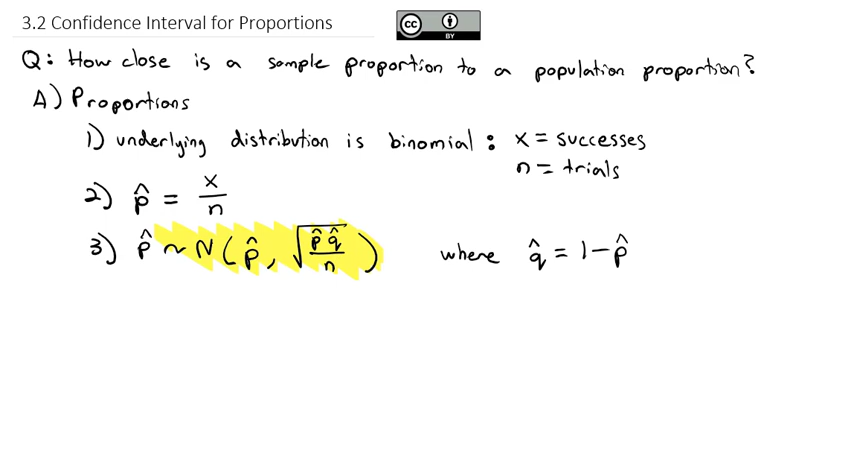 3.2 Confidence Interval for Proportions
cc BY
Q: How close is a sample proportion to a population proportion?
A) Proportions
1) underlying distribution is binomial: x = successes
n = trials
2) p̂ = x/n
3) p̂ ~ N(p̂, √(p̂q̂/n)) where q̂ = 1-p̂